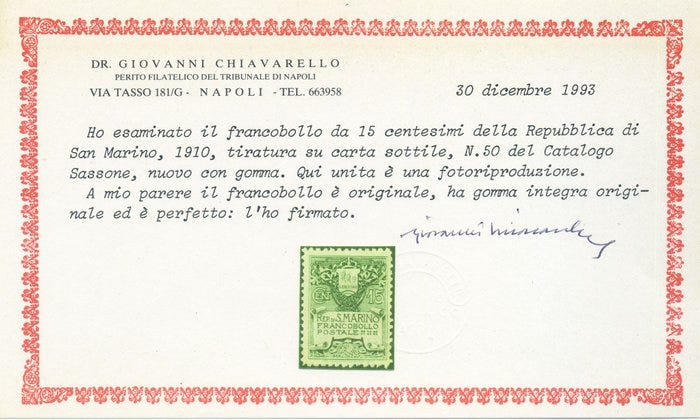 DR. GIOVANNI CHIAVARELLO
PERITO FILATELICO DEL TRIBUNALE DI NAPOLI
VIA TASSO 181/G - NAPOLI - TEL. 663958
30 dicembre 1993
Ho esaminato il francobollo da 15 centesimi della Repubblica di
San Marino, 1910, tiratura su carta sottile, N.50 del Catalogo
Sassone, nuovo con gomma. Qui unita è una fotoriproduzione.
A mio parere il francobollo è originale, ha gomma integra origi-
nale ed è perfetto: l'ho firmato.
Giovanni Chiavarello
CEN 15
REP. DI S. MARINO
FRANCOBOLLO
POSTALE